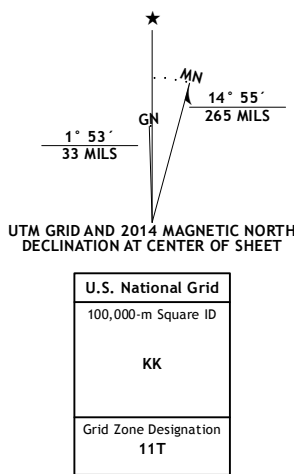 ★
MN
GN
14° 55´
265 MILS
1° 53´
33 MILS
UTM GRID AND 2014 MAGNETIC NORTH
DECLINATION AT CENTER OF SHEET
U.S. National Grid
100,000-m Square ID
KK
Grid Zone Designation
11T